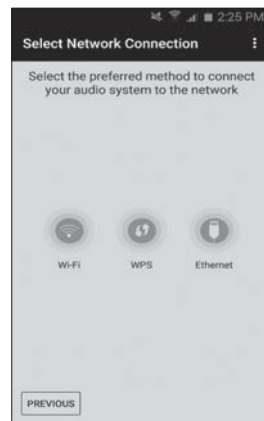 2:25 PM
Select Network Connection
Select the preferred method to connect
your audio system to the network
Wi-Fi
WPS
Ethernet
PREVIOUS